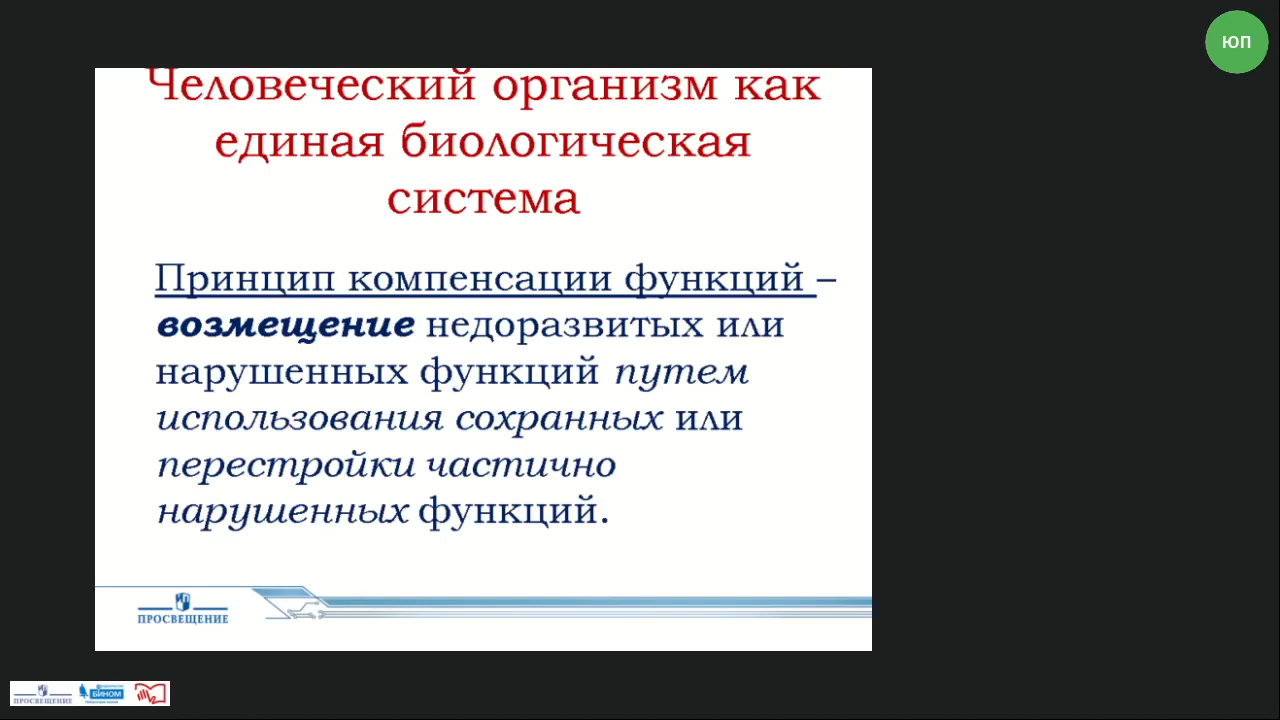 ЮП
Человеческий организм как
единая биологическая
система
Принцип компенсации функций –
возмещение недоразвитых или
нарушенных функций путем
использования сохранных или
перестройки частично
нарушенных функций.
ПРОСВЕЩЕНИЕ
ПРОСВЕЩЕНИЕ
БИНОМ